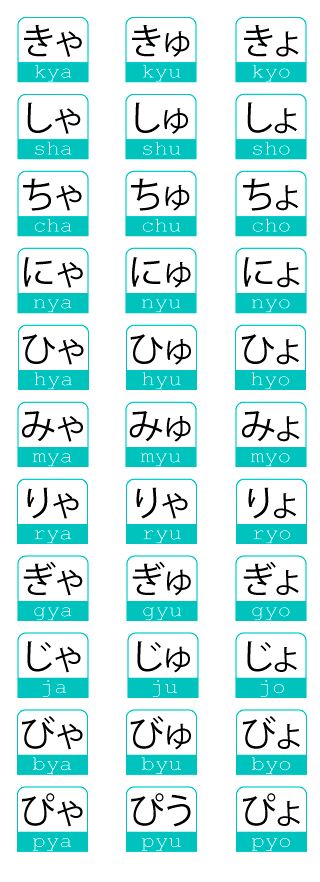 きゃ きゅ きょ
kya kyu kyo
しゃ しゅ しょ
sha shu sho
ちゃ ちゅ ちょ
cha chu cho
にゃ にゅ にょ
nya nyu nyo
ひゃ ひゅ ひょ
hya hyu hyo
みゃ みゅ みょ
mya myu myo
りゃ りゃ りょ
rya ryu ryo
ぎゃ ぎゅ ぎょ
gya gyu gyo
じゃ じゅ じょ
ja ju jo
びゃ びゅ びょ
bya byu byo
ぴゃ ぴう ぴょ
pya pyu pyo